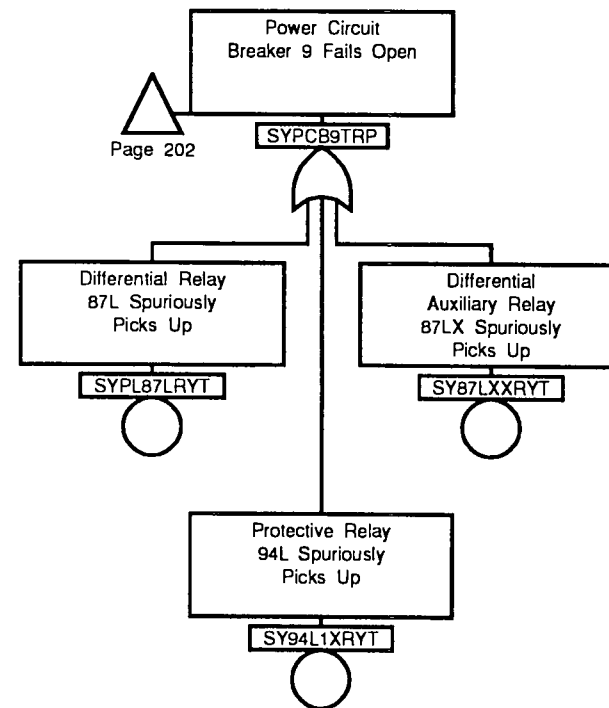 Power Circuit
Breaker 9 Fails Open
Page 202
SYPCB9TRP
Differential Relay
87L Spuriously
Picks Up
SYPL87LRYT
Differential
Auxiliary Relay
87LX Spuriously
Picks Up
SY87LXXRYT
Protective Relay
94L Spuriously
Picks Up
SY94L1XRYT